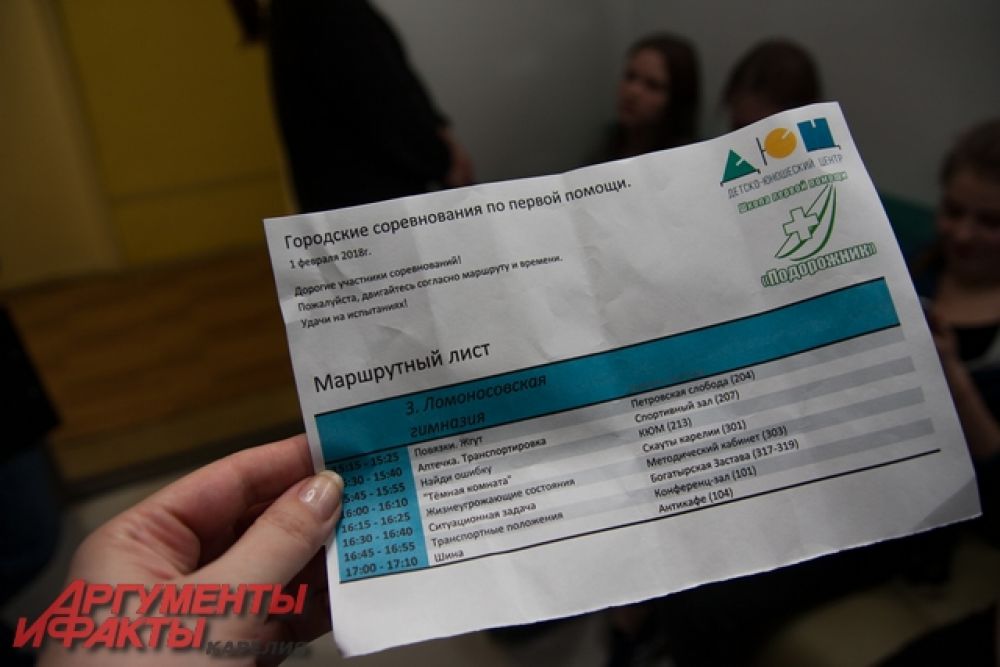 ДЮЦ
ДЕТСКО-ЮНОШЕСКИЙ ЦЕНТР
Школа первой помощи
«ПОДОРОЖНИК»
Городские соревнования по первой помощи.
1 февраля 2018г.
Дорогие участники соревнований!
Пожалуйста, двигайтесь согласно маршруту и времени.
Удачи на испытаниях!
Маршрутный лист
3. Ломоносовская
гимназия
15:15 - 15:25 Повязки. Жгут Петровская слобода (204)
15:30 - 15:40 Аптечка. Транспортировка Спортивный зал (207)
15:45 - 15:55 Найди ошибку КЮМ (213)
16:00 - 16:10 "Тёмная комната" Скауты карелии (301)
16:15 - 16:25 Жизнеугрожающие состояния Методический кабинет (303)
16:30 - 16:40 Ситуационная задача Богатырская Застава (317-319)
16:45 - 16:55 Транспортные положения Конференц-зал (101)
17:00 - 17:10 Шина Антикафе (104)
АРГУМЕНТЫ
И ФАКТЫ
КАРЕЛИЯ